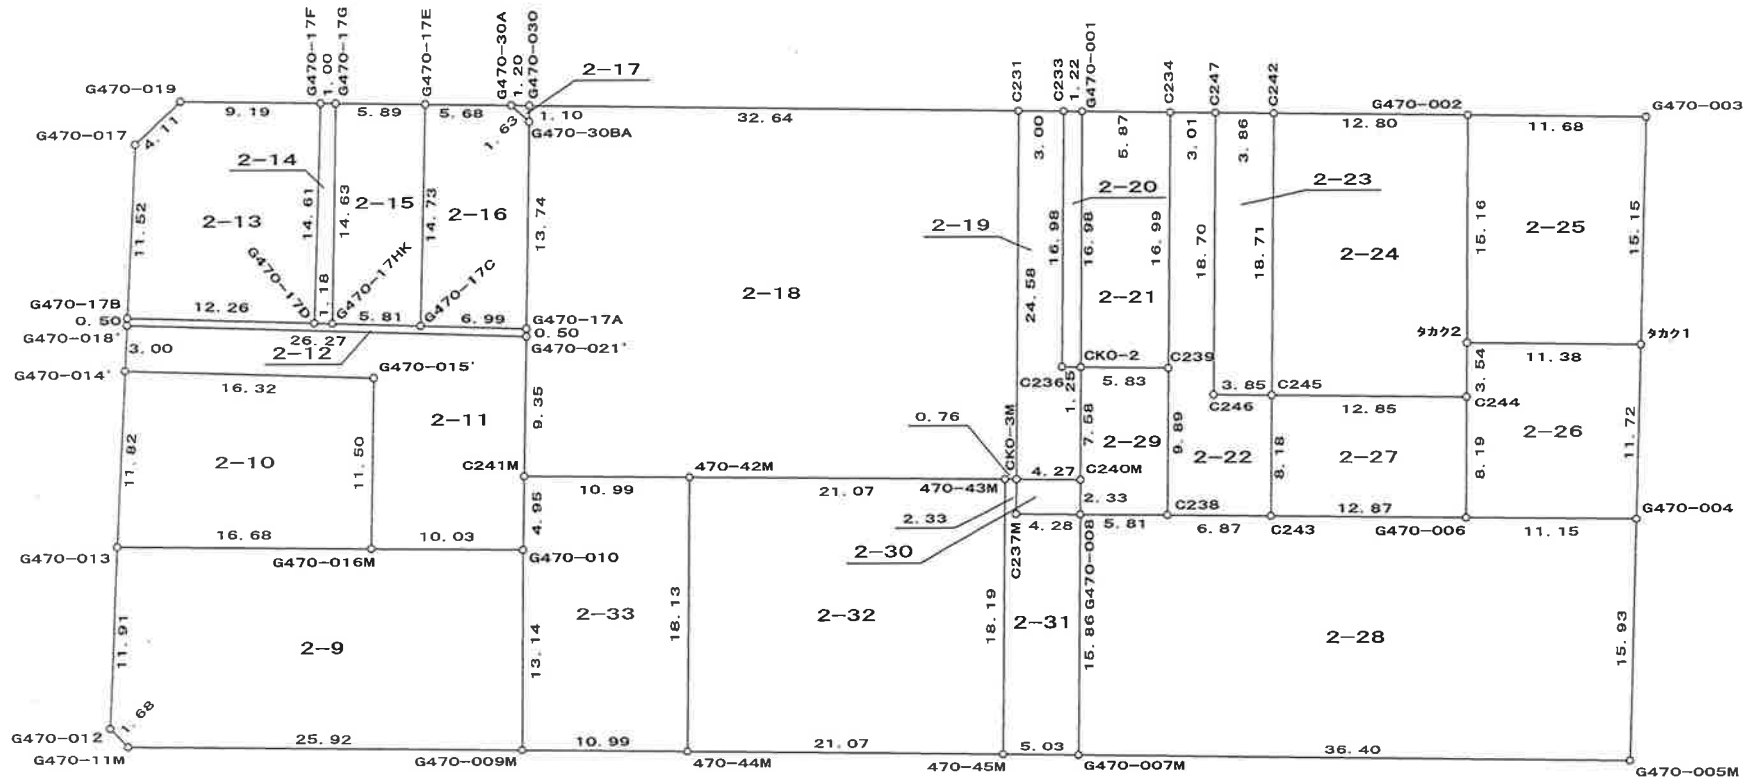 G470-17F
1.00
G470-17G
G470-17E
G470-30A
1.20
G470-030
2-17
C231
C233
1.22
G470-001
C234
C247
C242
G470-002
G470-003
G470-019
9.19
5.89
5.68
1.10
32.64
3.00
5.87
3.01
3.86
12.80
11.68
G470-017
4.11
1.63
G470-30BA
2-14
2-20
2-23
11.52
2-13
14.61
14.63
2-15
14.73
2-16
13.74
2-19
16.98
16.98
16.99
18.70
18.71
2-24
15.16
2-25
15.15
24.58
2-18
2-21
G470-17D
1.18
G470-17HK
G470-17C
G470-17B
12.26
5.81
6.99
G470-17A
0.50
0.50
G470-018'
26.27
G470-021'
2-12
3.00
タカク2
タカク1
11.38
3.54
G470-014'
16.32
G470-015'
C236
1.25
CKO-2
5.83
C239
3.85
C245
C246
12.85
C244
9.35
2-11
0.76
CKO-3M
7.58
2-29
9.89
2-22
8.18
2-27
8.19
2-26
11.72
11.82
2-10
11.50
C241M
470-42M
4.27
C240M
10.99
21.07
470-43M
2.33
4.95
2.33
C237M
4.28
5.81
C238
6.87
C243
12.87
G470-006
11.15
G470-004
2-30
G470-008
G470-013
16.68
G470-016M
10.03
G470-010
11.91
2-9
13.14
2-33
18.13
2-32
18.19
2-31
15.86
2-28
15.93
1.68
G470-012
G470-11M
25.92
G470-009M
10.99
470-44M
21.07
470-45M
5.03
G470-007M
36.40
G470-005M